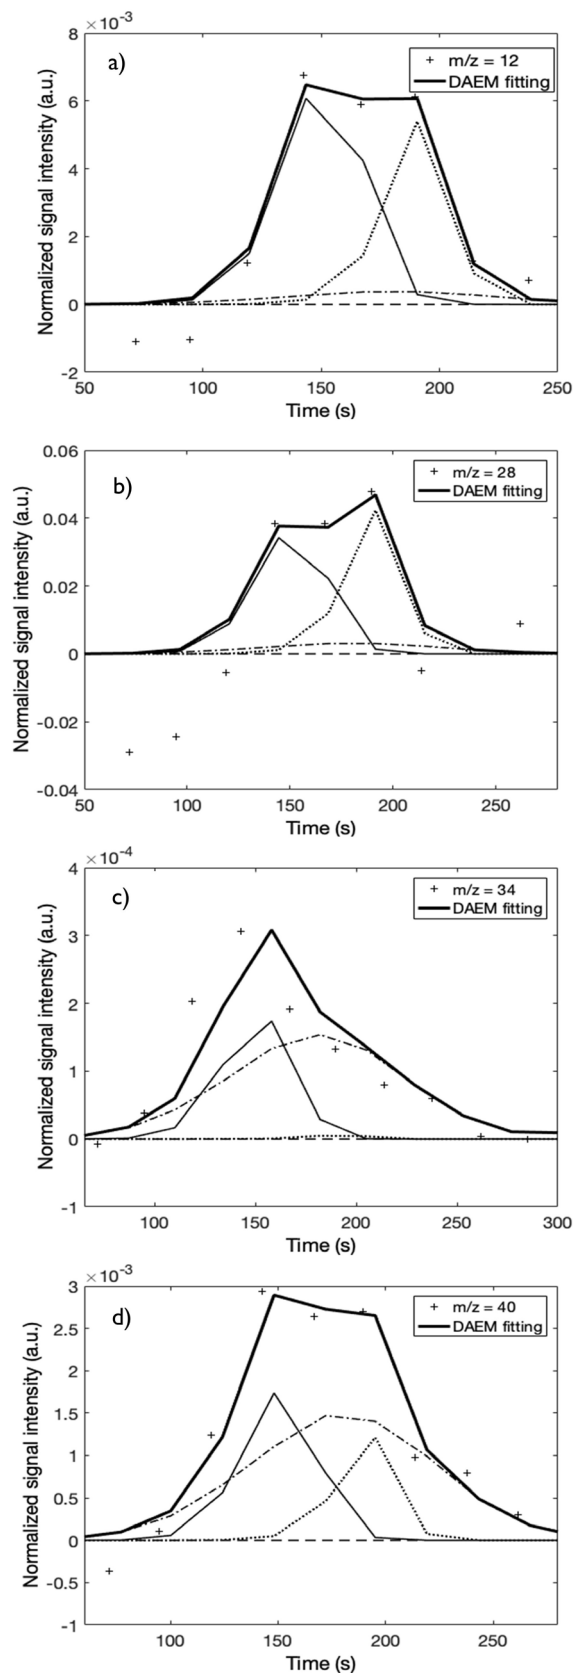 ×10⁻³
8
a)
m/z = 12
DAEM fitting
6
4
2
0
-2
Normalized signal intensity (a.u.)
50 100 150 200 250
Time (s)
0.06
b)
m/z = 28
DAEM fitting
0.04
0.02
0
-0.02
-0.04
Normalized signal intensity (a.u.)
50 100 150 200 250
Time (s)
×10⁻⁴
4
c)
m/z = 34
DAEM fitting
3
2
1
0
-1
Normalized signal intensity (a.u.)
100 150 200 250 300
Time (s)
×10⁻³
3
d)
m/z = 40
DAEM fitting
2.5
2
1.5
1
0.5
0
-0.5
-1
Normalized signal intensity (a.u.)
100 150 200 250
Time (s)